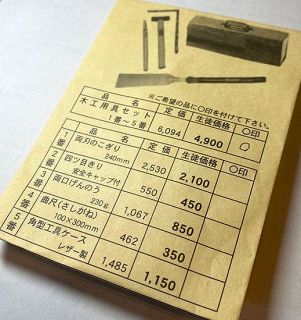 ※ご希望の品に○印を付けて下さい。
品名 定価 生徒価格 ○印
木工用具セット 1番～5番 6,094 4,900 ○
品名 定価 生徒価格 ○印
1番 両刃のこぎり 240mm 2,530 2,100
2番 四ツ目きり 安全キャップ付 550 450
3番 両口げんのう 230g 1,067 850
4番 曲尺(さしがね) 100×300mm 462 350
5番 角型工具ケース レザー製 1,485 1,150